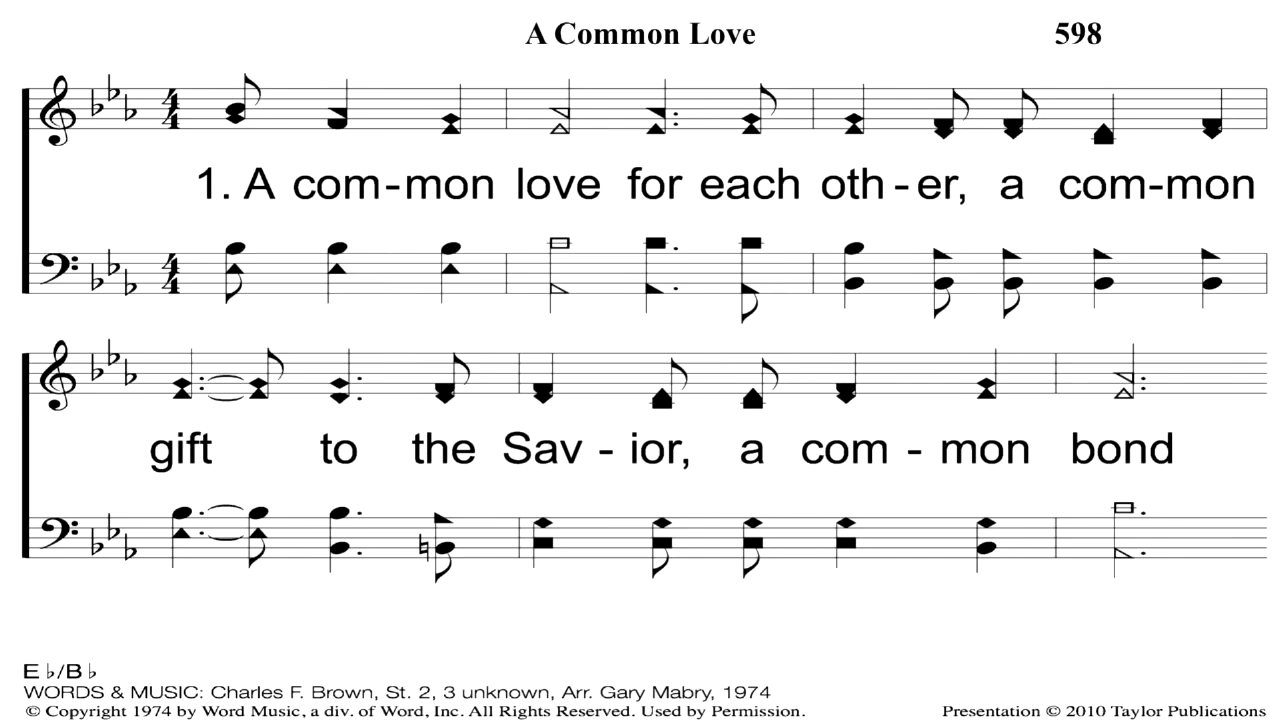 A Common Love 598
1. A com-mon love for each oth-er, a com-mon
gift to the Sav-ior, a com-mon bond
E♭/B♭
WORDS & MUSIC: Charles F. Brown, St. 2, 3 unknown, Arr. Gary Mabry, 1974
© Copyright 1974 by Word Music, a div. of Word, Inc. All Rights Reserved. Used by Permission. Presentation © 2010 Taylor Publications